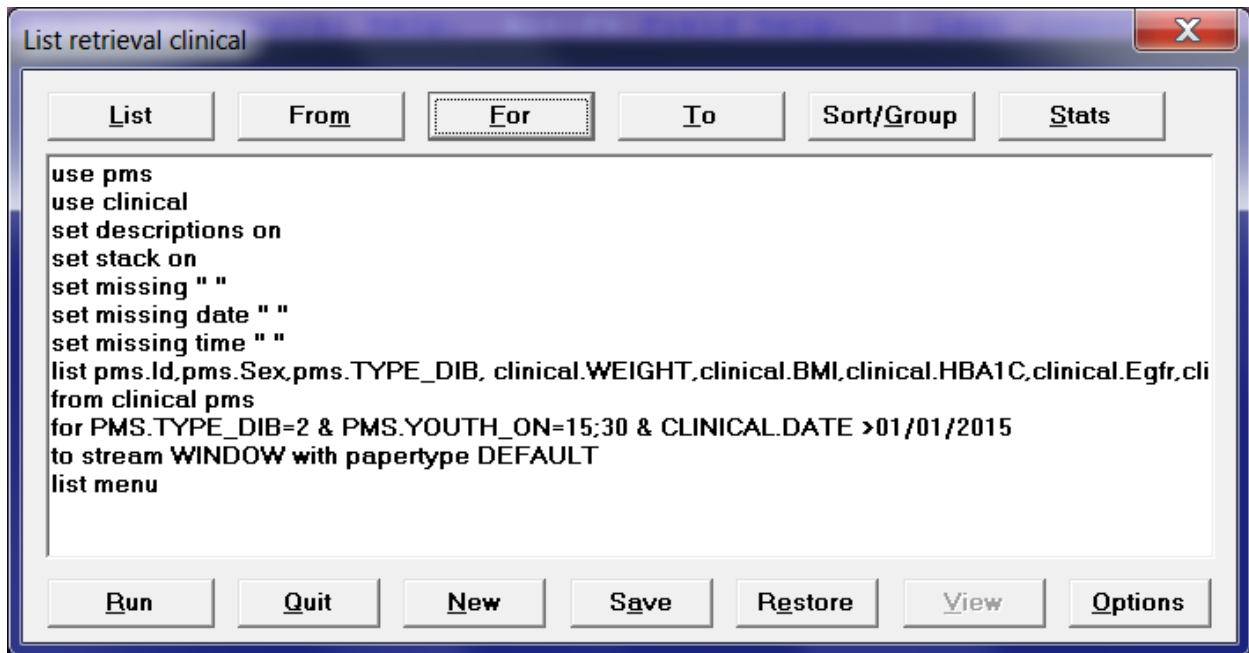 List retrieval clinical
X
List From For To Sort/Group Stats
use pms
use clinical
set descriptions on
set stack on
set missing " "
set missing date " "
set missing time " "
list pms.Id,pms.Sex,pms.TYPE_DIB, clinical.WEIGHT,clinical.BMI,clinical.HBA1C,clinical.Egfr,cli
from clinical pms
for PMS.TYPE_DIB=2 & PMS.YOUTH_ON=15;30 & CLINICAL.DATE >01/01/2015
to stream WINDOW with papertype DEFAULT
list menu
Run Quit New Save Restore View Options